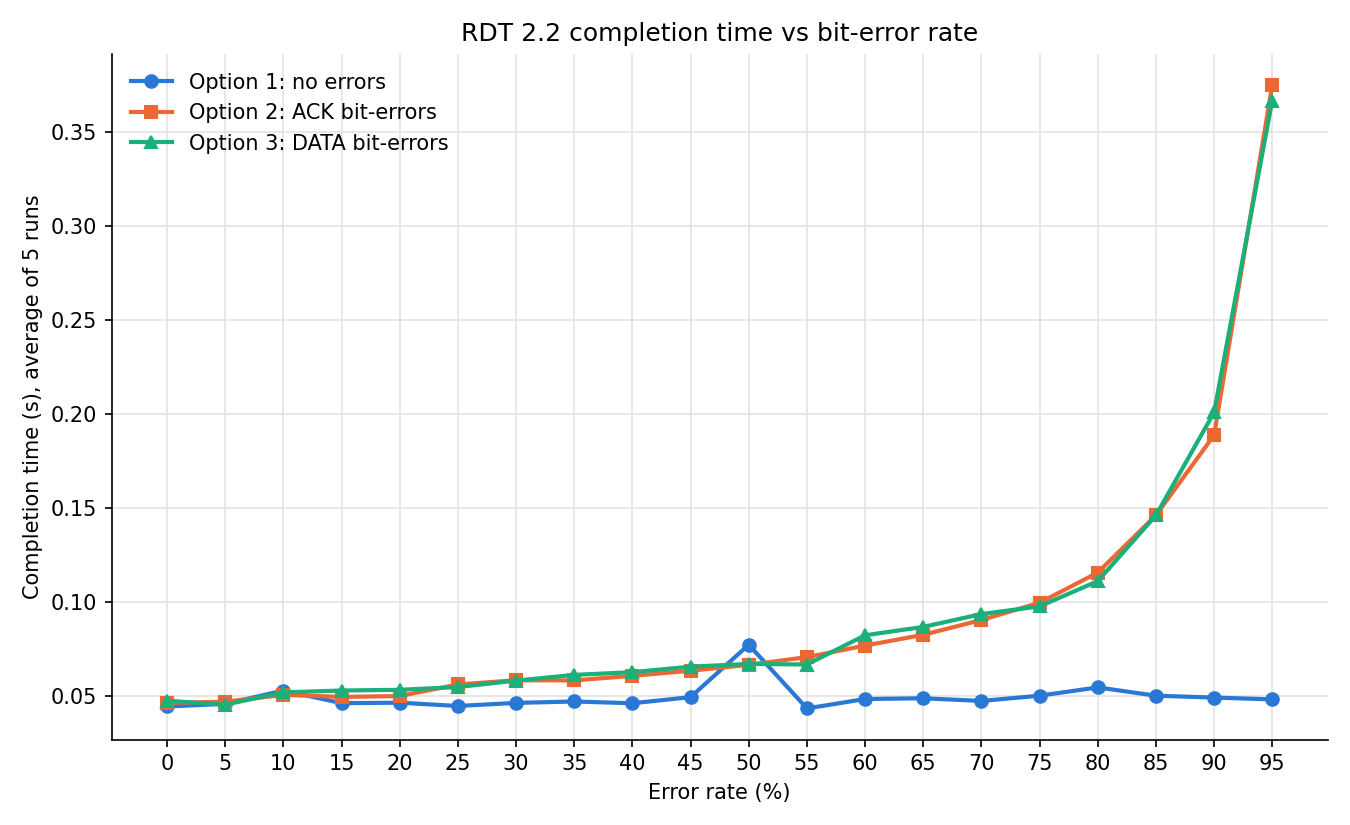 RDT 2.2 completion time vs bit-error rate
Option 1: no errors
Option 2: ACK bit-errors
Option 3: DATA bit-errors
Completion time (s), average of 5 runs
0.35
0.30
0.25
0.20
0.15
0.10
0.05
0 5 10 15 20 25 30 35 40 45 50 55 60 65 70 75 80 85 90 95
Error rate (%)